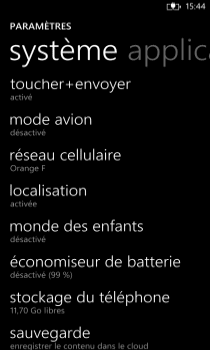 15:44
PARAMÈTRES
système applica
toucher+envoyer
activé
mode avion
désactivé
réseau cellulaire
Orange F
localisation
activée
monde des enfants
désactivé
économiseur de batterie
désactivé (99 %)
stockage du téléphone
11,70 Go libres
sauvegarde
enregistrer le contenu dans le cloud